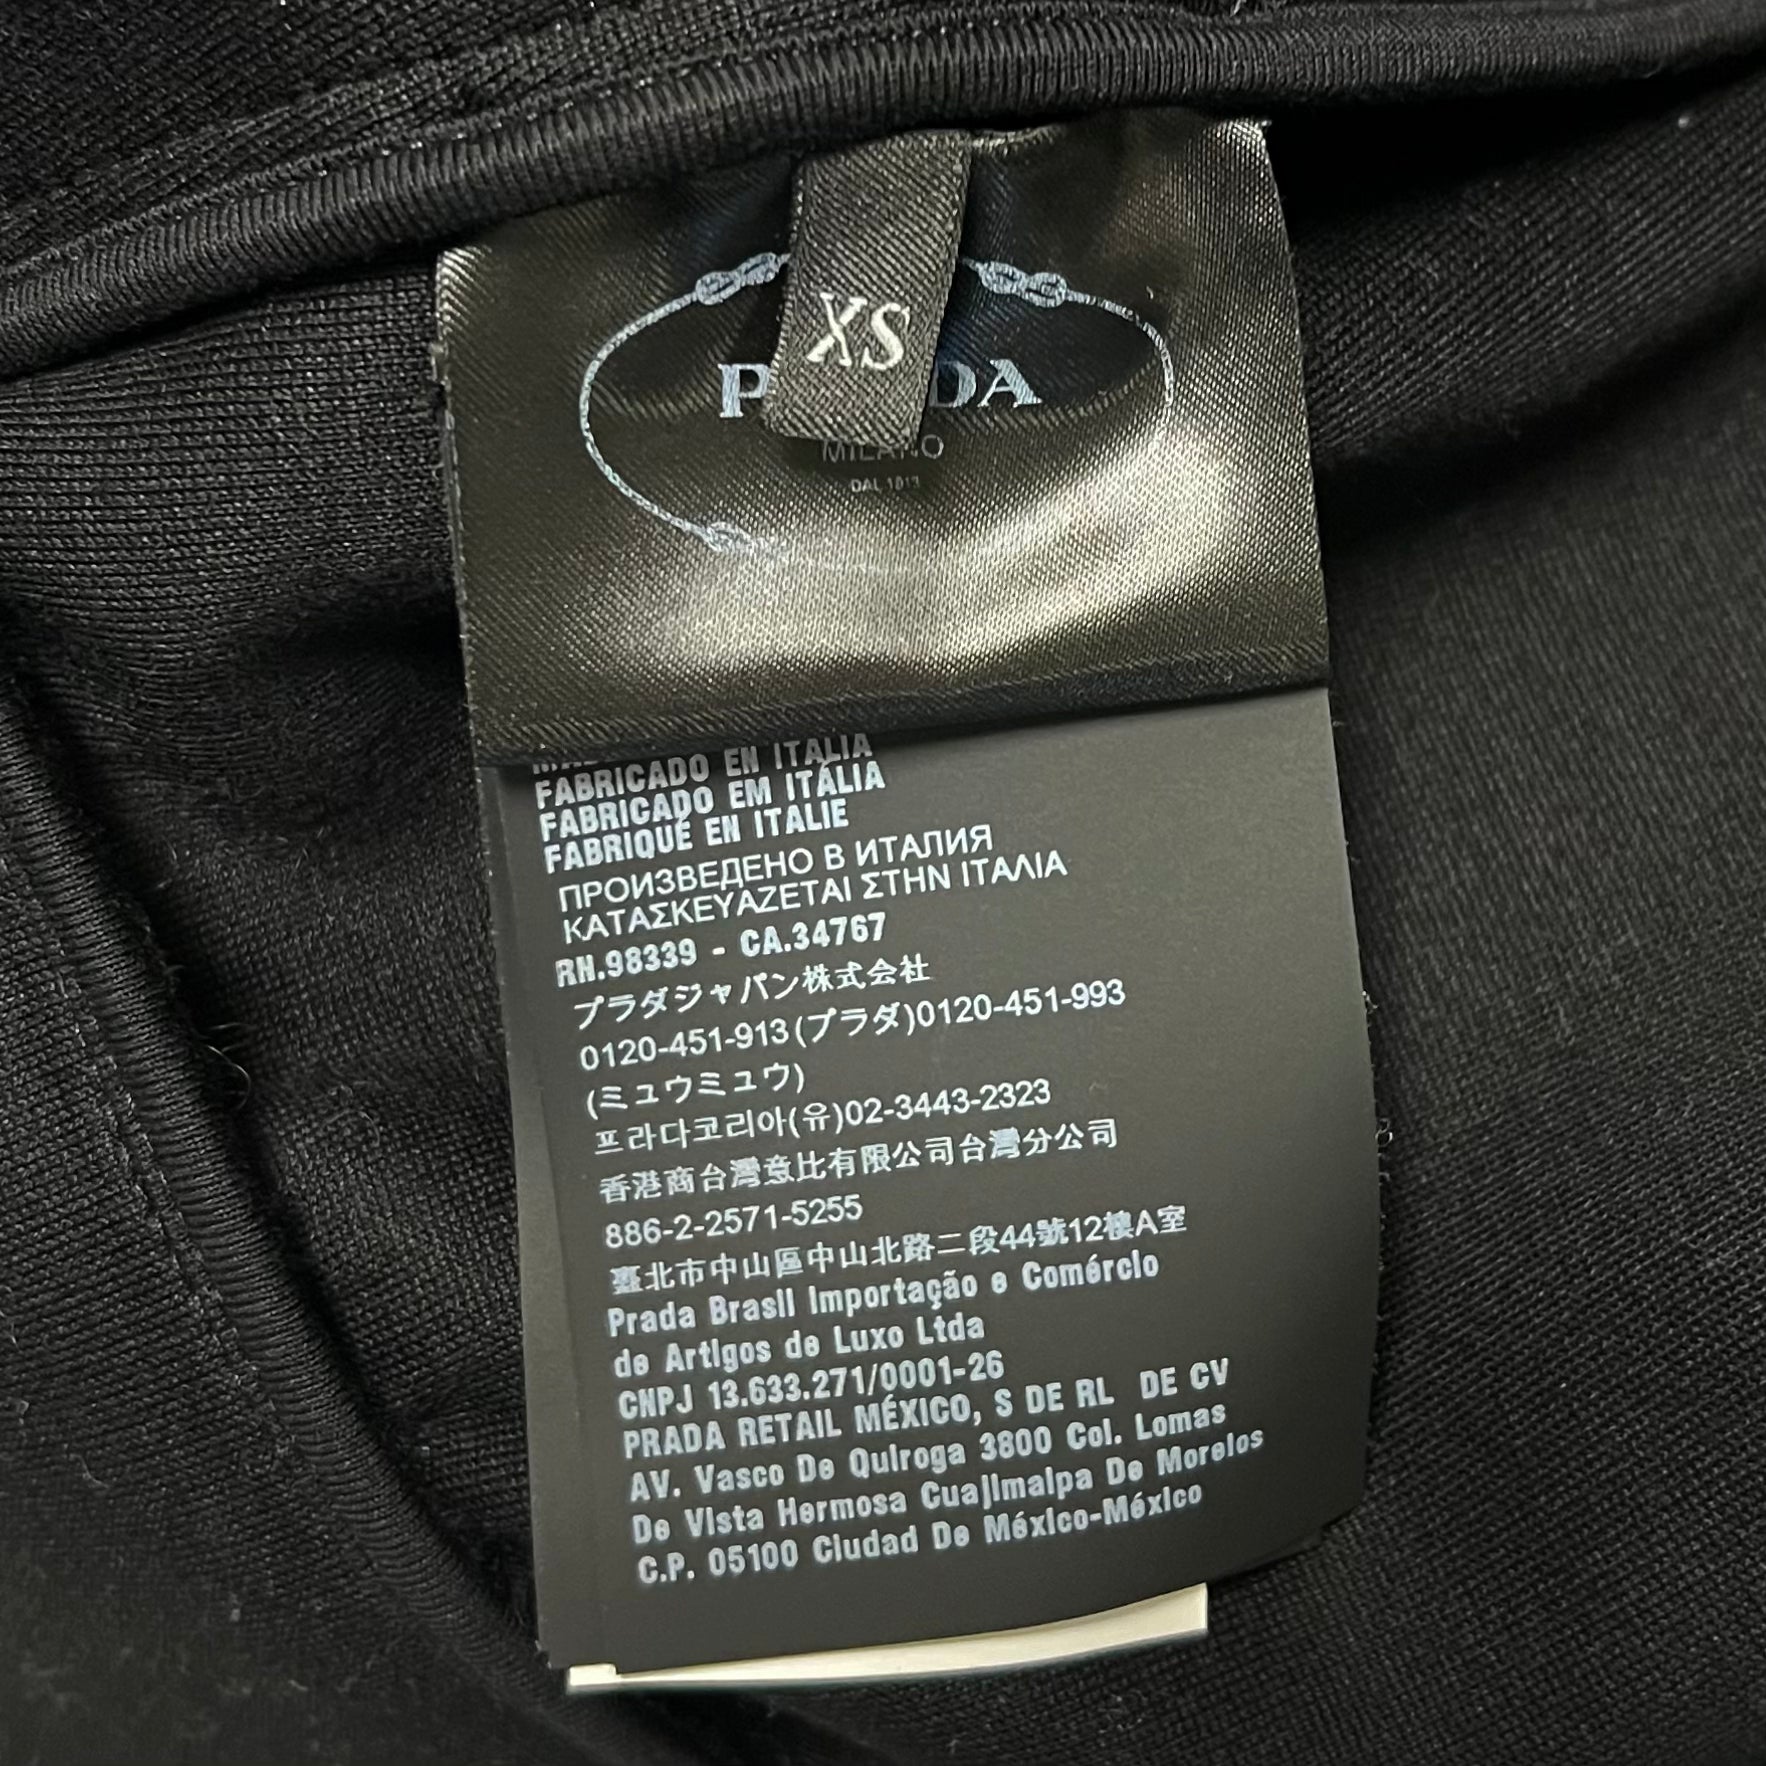 XS
MILANO
DAL 1913
FABRICADO EN ITALIA
FABRICADO EM ITÁLIA
FABRIQUÉ EN ITALIE
ПРОИЗВЕДЕНО В ИТАЛИЯ
ΚΑΤΑΣΚΕΥΑΖΕΤΑΙ ΣΤΗΝ ΙΤΑΛΙΑ
RN.98339 - CA.34767
プラダジャパン株式会社
0120-451-913(プラダ)0120-451-993
(ミュウミュウ)
프라다코리아(유)02-3443-2323
香港商台灣意比有限公司台灣分公司
886-2-2571-5255
臺北市中山區中山北路二段44號12樓A室
Prada Brasil Importação e Comércio
de Artigos de Luxo Ltda
CNPJ 13.633.271/0001-26
PRADA RETAIL MÉXICO, S DE RL DE CV
AV. Vasco De Quiroga 3800 Col. Lomas
De Vista Hermosa Cuajimalpa De Morelos
C.P. 05100 Ciudad De México-México